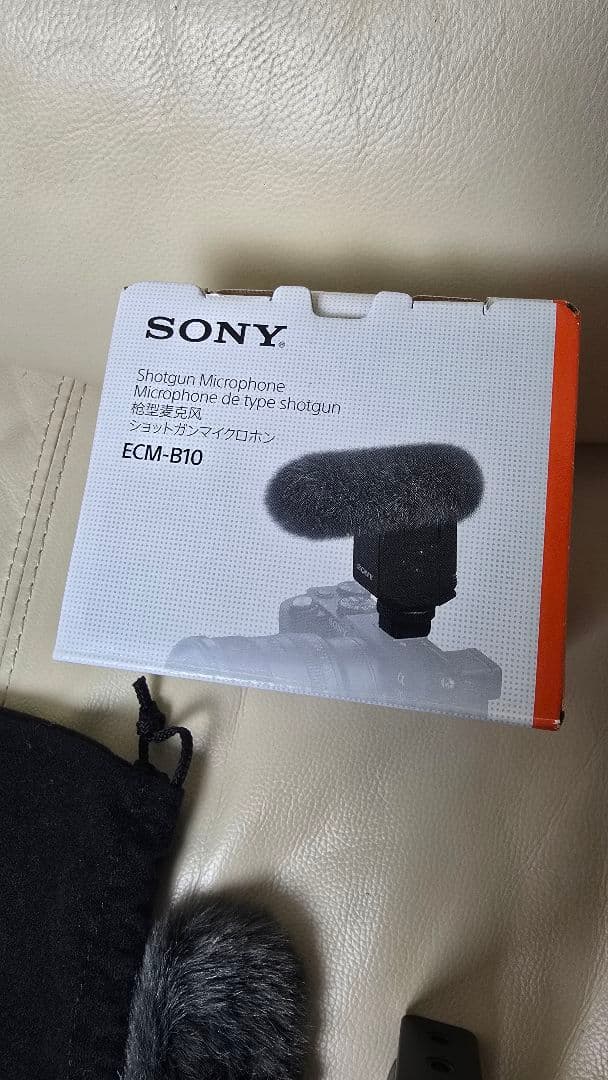 SONY
Shotgun Microphone
Microphone de type shotgun
枪型麦克风
ショットガンマイクロホン
ECM-B10
SONY